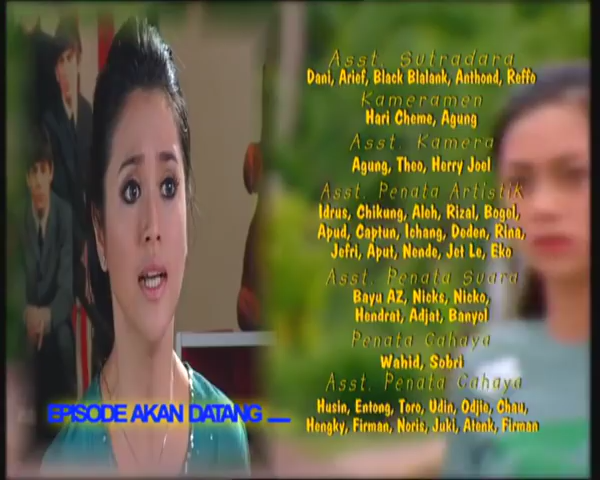 Asst. Sutradara
Dani, Arief, Black Blalank, Anthond, Reffo
Kameramen
Hari Cheme, Agung
Asst. Kamera
Agung, Theo, Herry Joel
Asst. Penata Artistik
Idrus, Chikung, Aleh, Rizal, Bogel,
Apud, Captun, Ichang, Deden, Rina,
Jefri, Aput, Nende, Jet Le, Eko
Asst. Penata Suara
Bayu AZ, Nicks, Nicko,
Hendrat, Adjat, Banyol
Penata Cahaya
Wahid, Sobri
Asst. Penata Cahaya
Husin, Entong, Toro, Udin, Odjie, Chau,
Hengky, Firman, Noris, Juki, Atenk, Firman
EPISODE AKAN DATANG ....